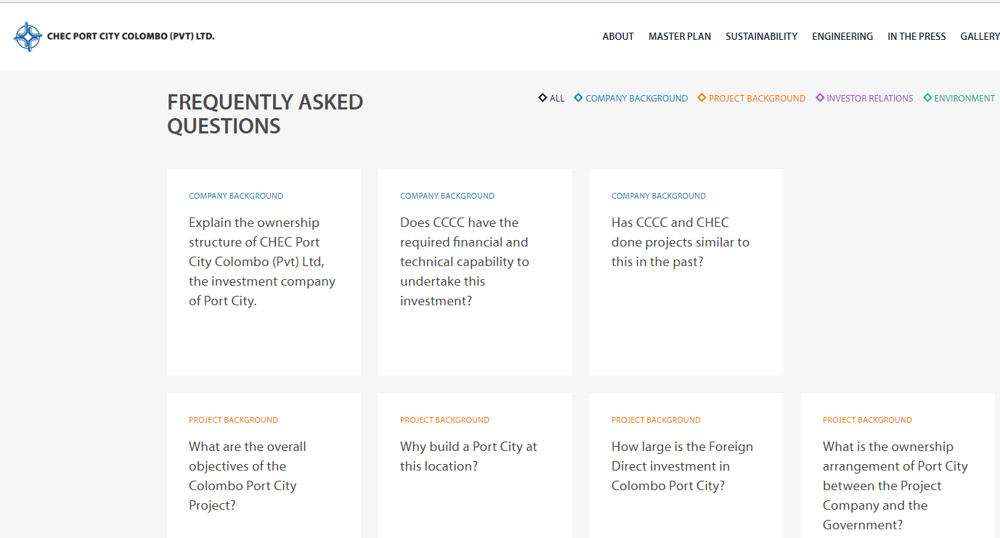 CHEC PORT CITY COLOMBO (PVT) LTD.
ABOUT MASTER PLAN SUSTAINABILITY ENGINEERING IN THE PRESS GALLERY
FREQUENTLY ASKED
QUESTIONS
ALL COMPANY BACKGROUND PROJECT BACKGROUND INVESTOR RELATIONS ENVIRONMENT
COMPANY BACKGROUND
Explain the ownership
structure of CHEC Port
City Colombo (Pvt) Ltd,
the investment company
of Port City.
COMPANY BACKGROUND
Does CCCC have the
required financial and
technical capability to
undertake this
investment?
COMPANY BACKGROUND
Has CCCC and CHEC
done projects similar to
this in the past?
PROJECT BACKGROUND
What are the overall
objectives of the
Colombo Port City
Project?
PROJECT BACKGROUND
Why build a Port City at
this location?
PROJECT BACKGROUND
How large is the Foreign
Direct investment in
Colombo Port City?
PROJECT BACKGROUND
What is the ownership
arrangement of Port City
between the Project
Company and the
Government?